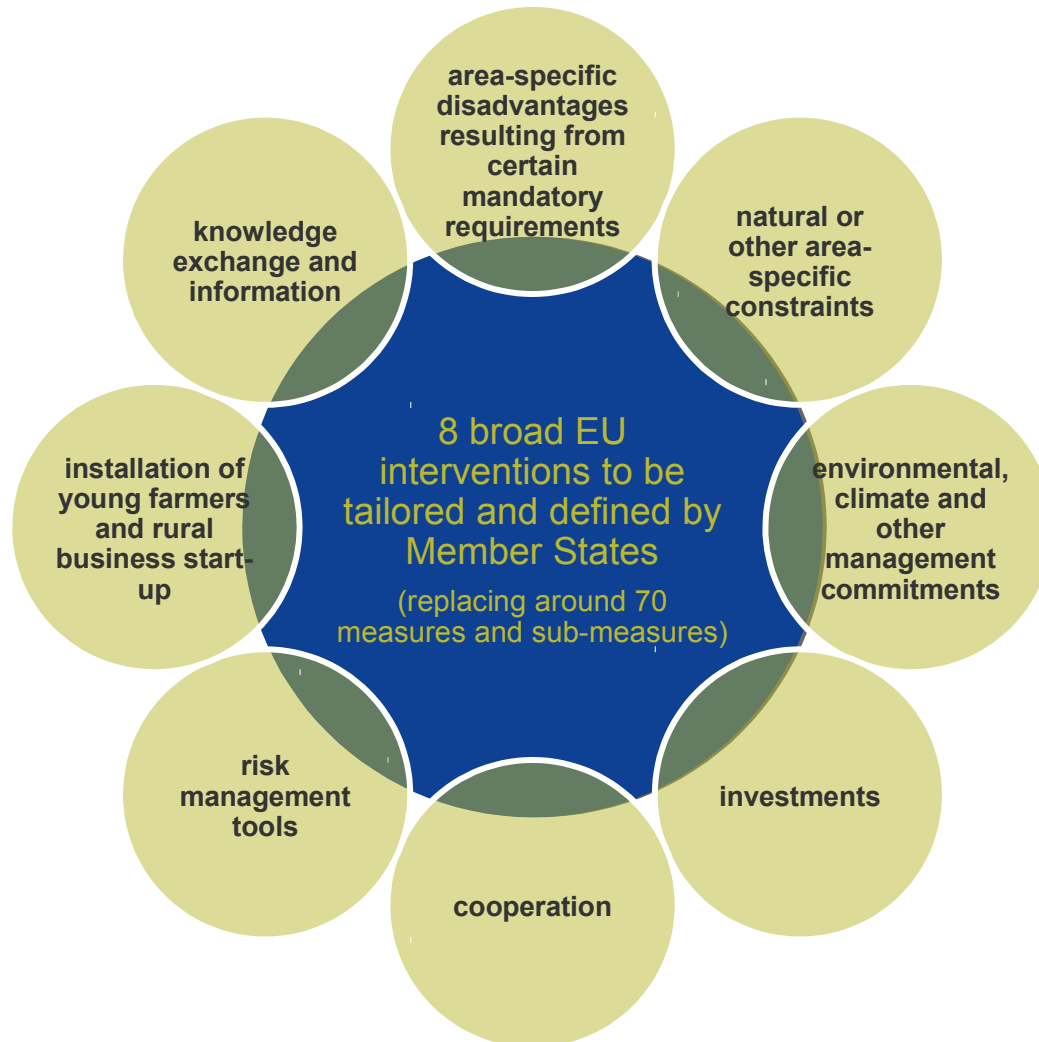 area-specific
disadvantages
resulting from
certain
mandatory
requirements
natural or
other area-
specific
constraints
environmental,
climate and
other
management
commitments
investments
cooperation
risk
management
tools
installation of
young farmers
and rural
business start-
up
knowledge
exchange and
information
8 broad EU
interventions to be
tailored and defined by
Member States
(replacing around 70
measures and sub-measures)